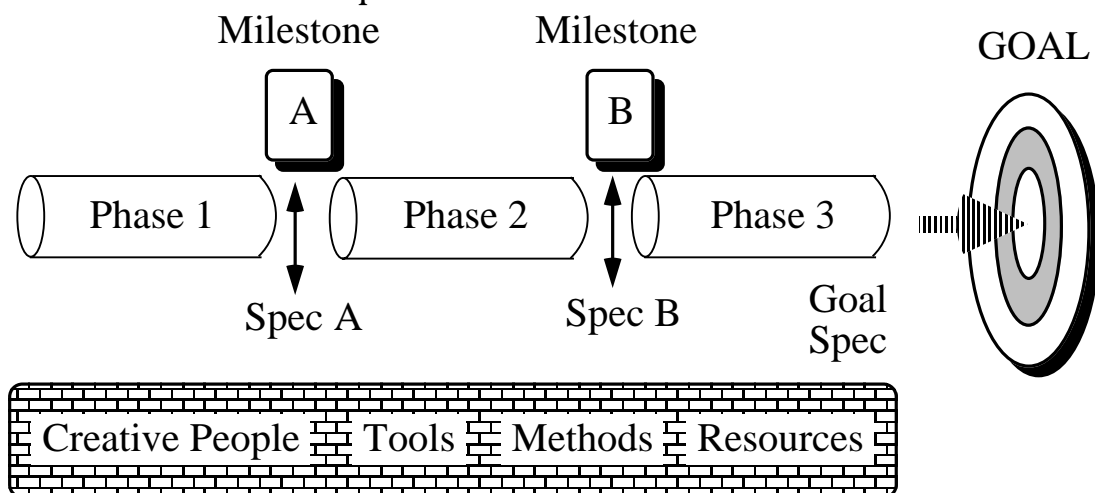 Milestone
Milestone
GOAL
A
B
Phase 1
Phase 2
Phase 3
Spec A
Spec B
Goal
Spec
Creative People
Tools
Methods
Resources